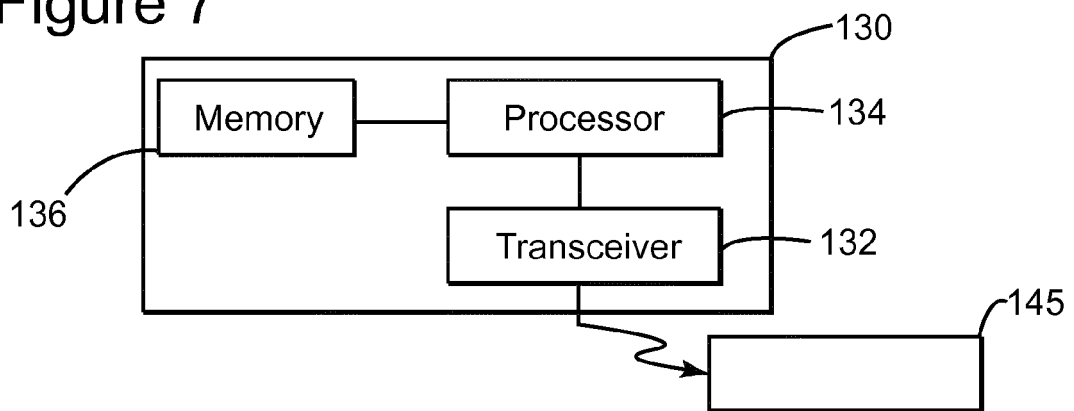 Figure 7
130
Memory
Processor
134
136
Transceiver
132
145